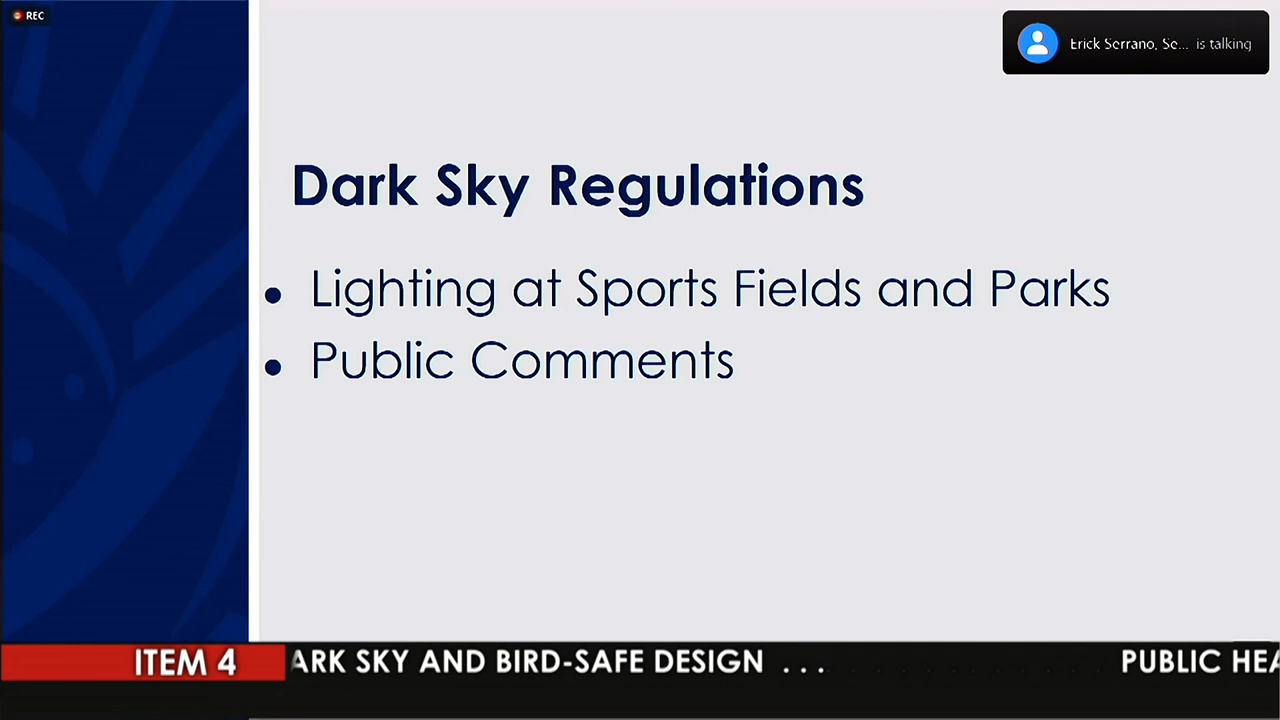 REC
Erick Serrano, Se... is talking
Dark Sky Regulations
• Lighting at Sports Fields and Parks
• Public Comments
ITEM 4 ARK SKY AND BIRD-SAFE DESIGN ... PUBLIC HEA